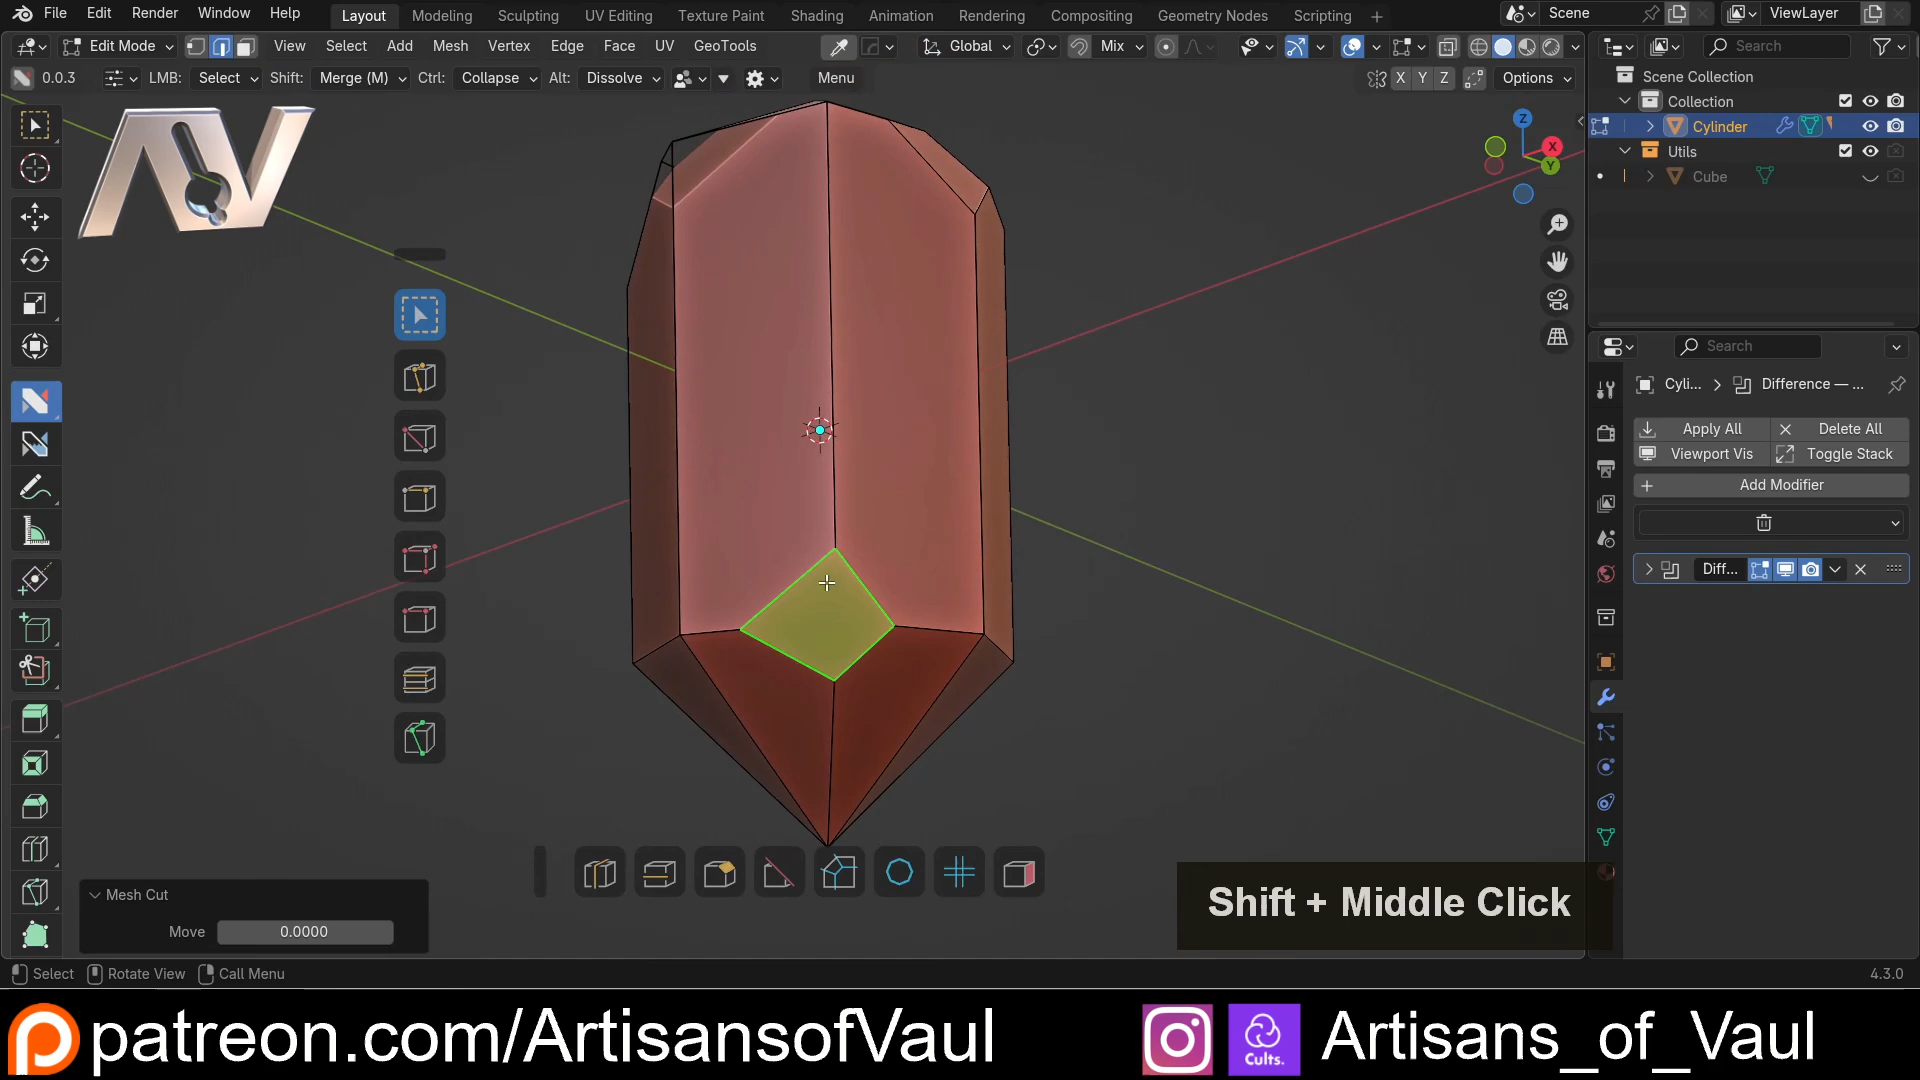 File Edit Render Window Help Layout Modeling Sculpting UV Editing Texture Paint Shading Animation Rendering Compositing Geometry Nodes Scripting + Scene ViewLayer
Edit Mode View Select Add Mesh Vertex Edge Face UV GeoTools Global Mix Search
0.0.3 LMB: Select Shift: Merge (M) Ctrl: Collapse Alt: Dissolve Menu X Y Z Options
Scene Collection
Collection
Cylinder
Utils
Cube
AV
Z
X
Y
Search
Cyli... > Difference — ...
Apply All Delete All
Viewport Vis Toggle Stack
Add Modifier
Diff...
Mesh Cut
Move 0.0000
Shift + Middle Click
Select Rotate View Call Menu 4.3.0
patreon.com/ArtisansofVaul Cults. Artisans_of_Vaul